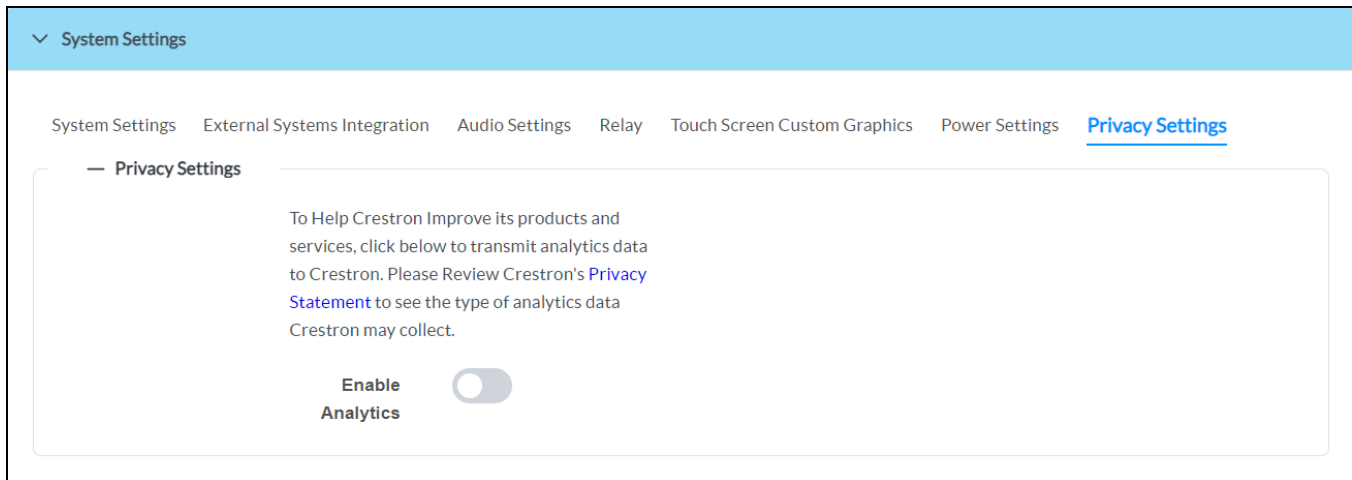 System Settings
System Settings External Systems Integration Audio Settings Relay Touch Screen Custom Graphics Power Settings Privacy Settings
Privacy Settings
To Help Crestron Improve its products and
services, click below to transmit analytics data
to Crestron. Please Review Crestron's Privacy
Statement to see the type of analytics data
Crestron may collect.
Enable
Analytics